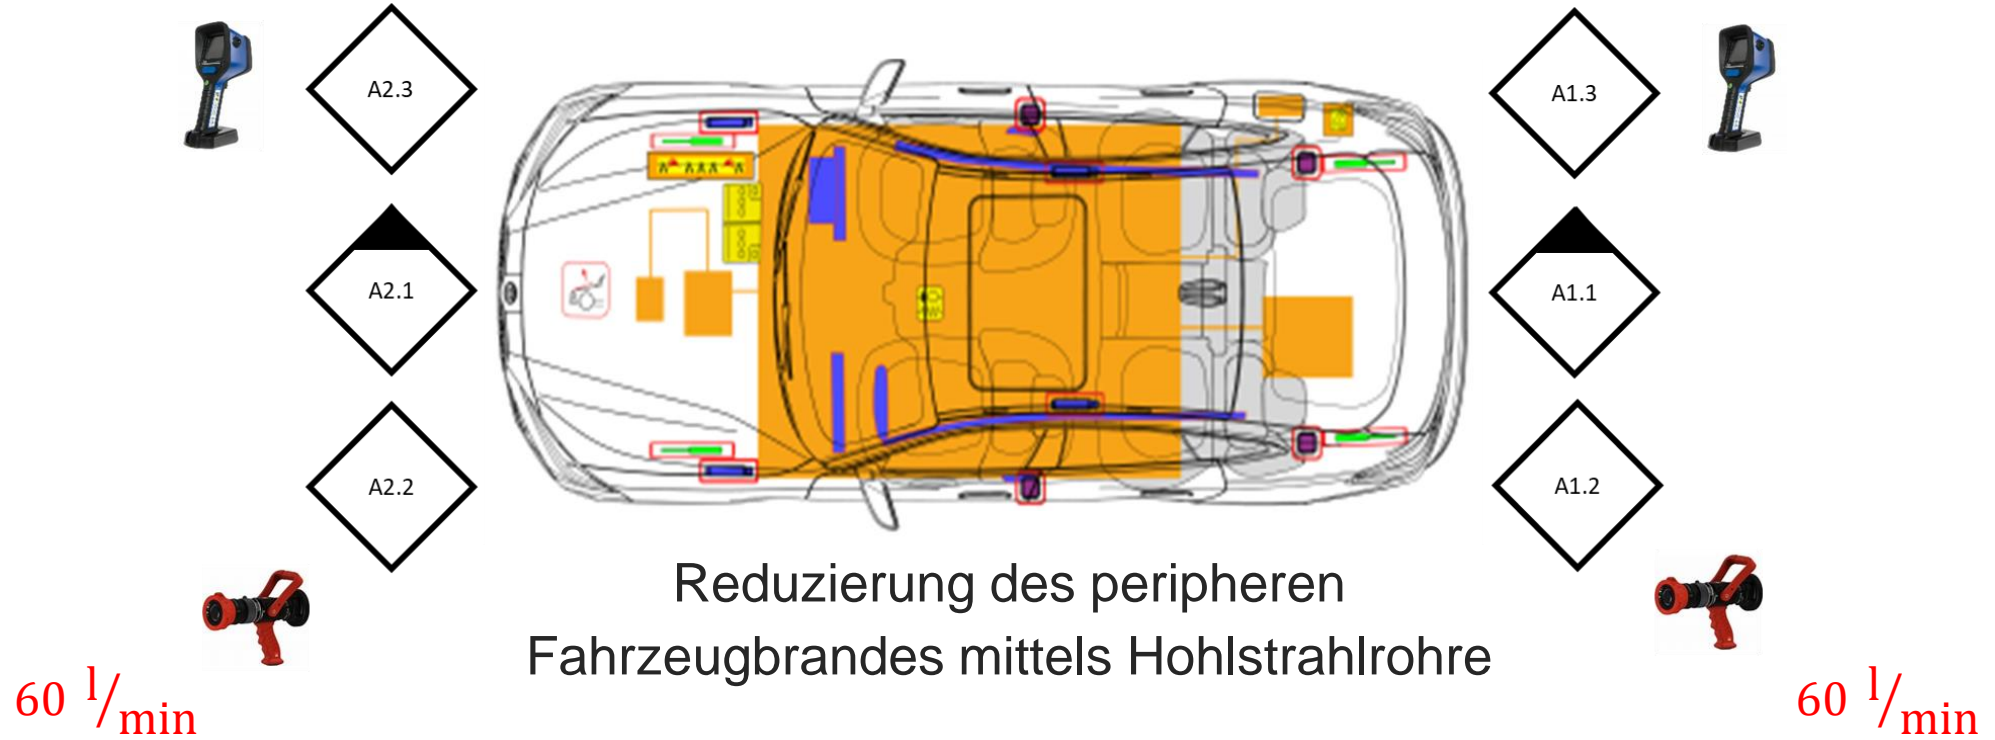 A2.3
A1.3
A2.1
A1.1
A2.2
A1.2
Reduzierung des peripheren
Fahrzeugbrandes mittels Hohlstrahlrohre
60 l/min
60 l/min